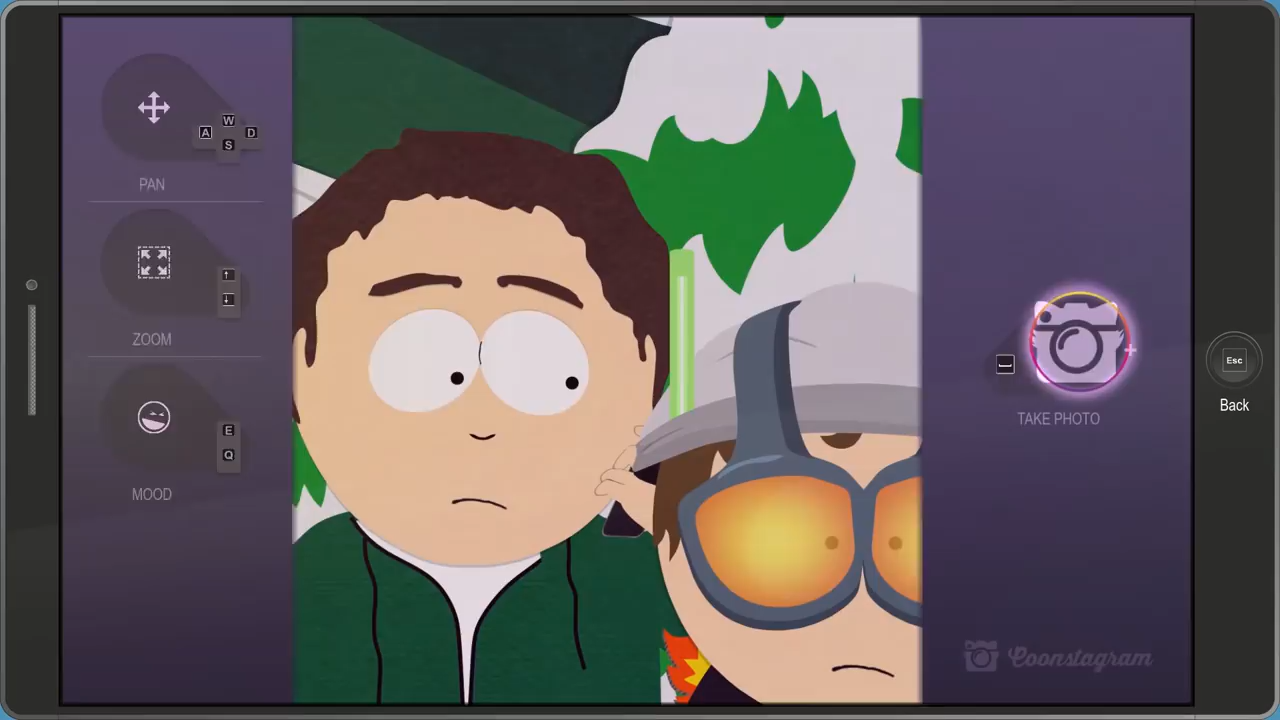 W
A
D
S
PAN
↑
↓
ZOOM
E
Q
MOOD
TAKE PHOTO
Coonstagram
Esc
Back